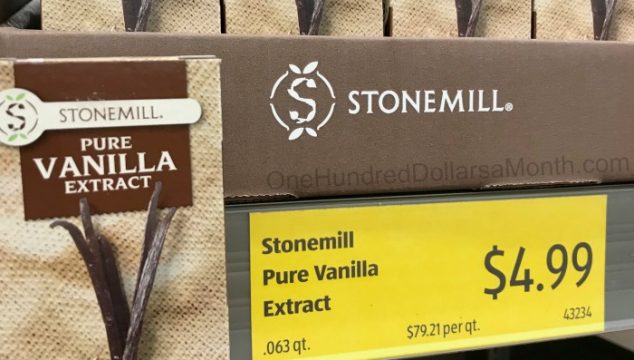 STONEMILL®
OneHundredDollarsaMonth.com
STONEMILL®
PURE
VANILLA
EXTRACT
Stonemill
Pure Vanilla
Extract
$4.99
.063 qt.
$79.21 per qt.
43234